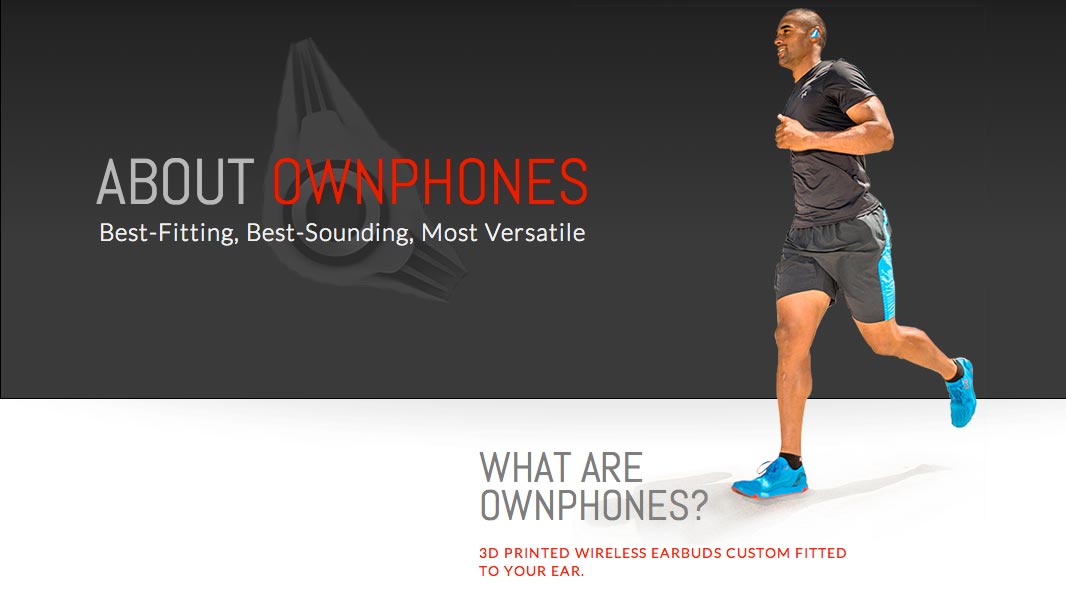 ABOUT OWNPHONES
Best-Fitting, Best-Sounding, Most Versatile
WHAT ARE
OWNPHONES?
3D PRINTED WIRELESS EARBUDS CUSTOM FITTED
TO YOUR EAR.